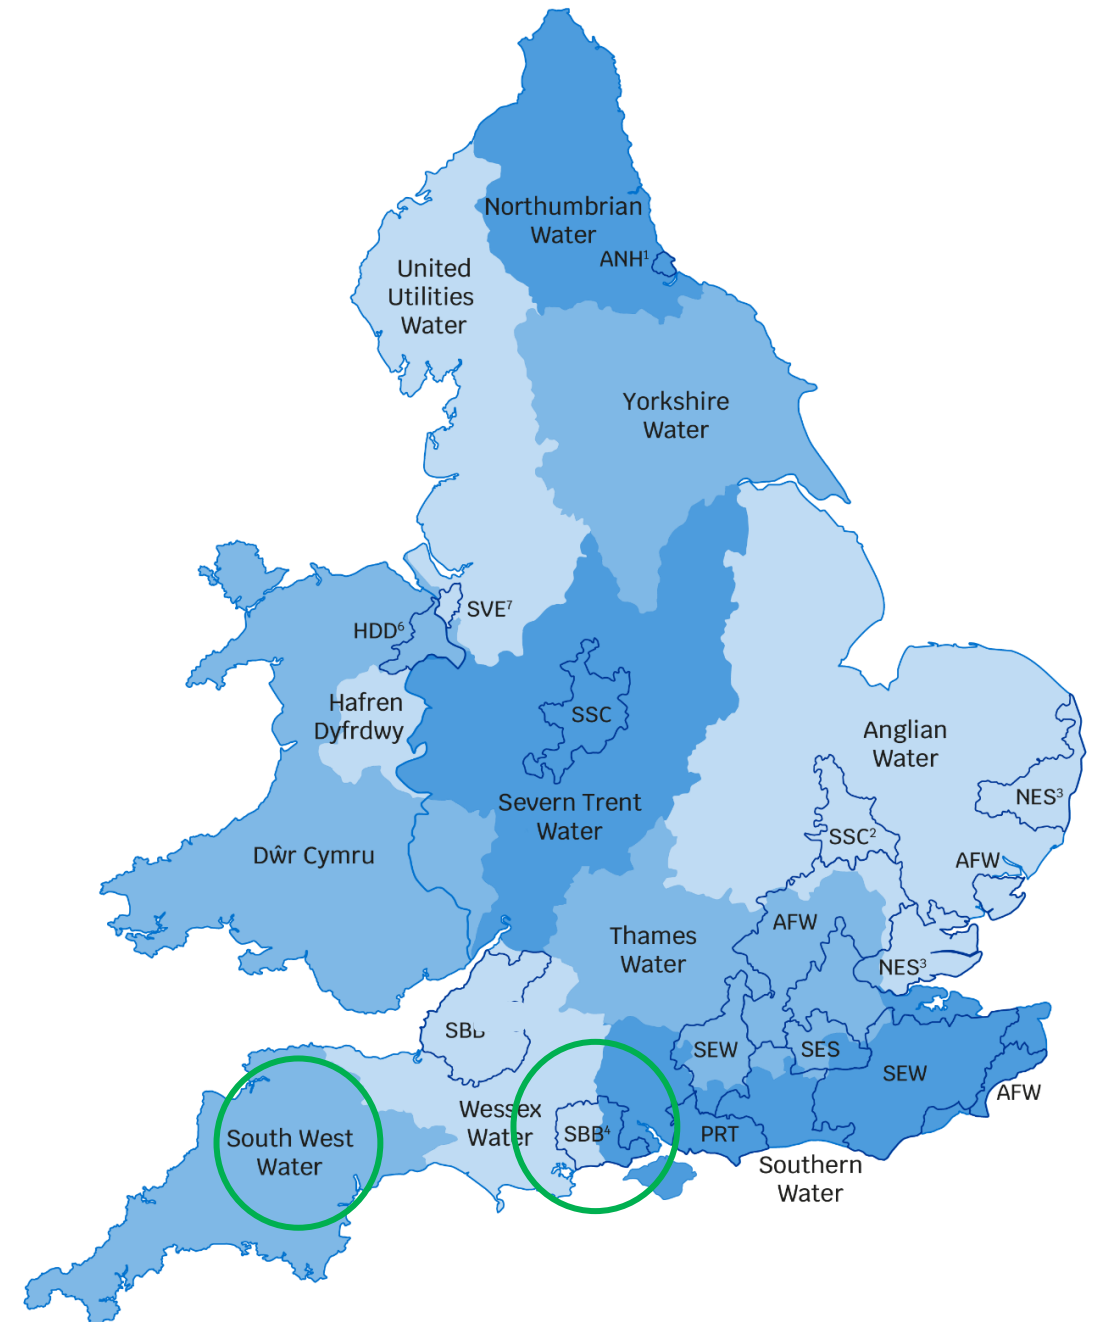 Northumbrian
Water
ANH¹
United
Utilities
Water
Yorkshire
Water
SVE⁷
HDD⁶
Hafren
Dyfrdwy
SSC
Anglian
Water
NES³
Severn Trent
Water
SSC²
Dŵr Cymru
AFW
AFW
Thames
Water
NES³
SBB
SEW
SES
SEW
AFW
Wessex
Water
SBB⁴
PRT
South West
Water
Southern
Water